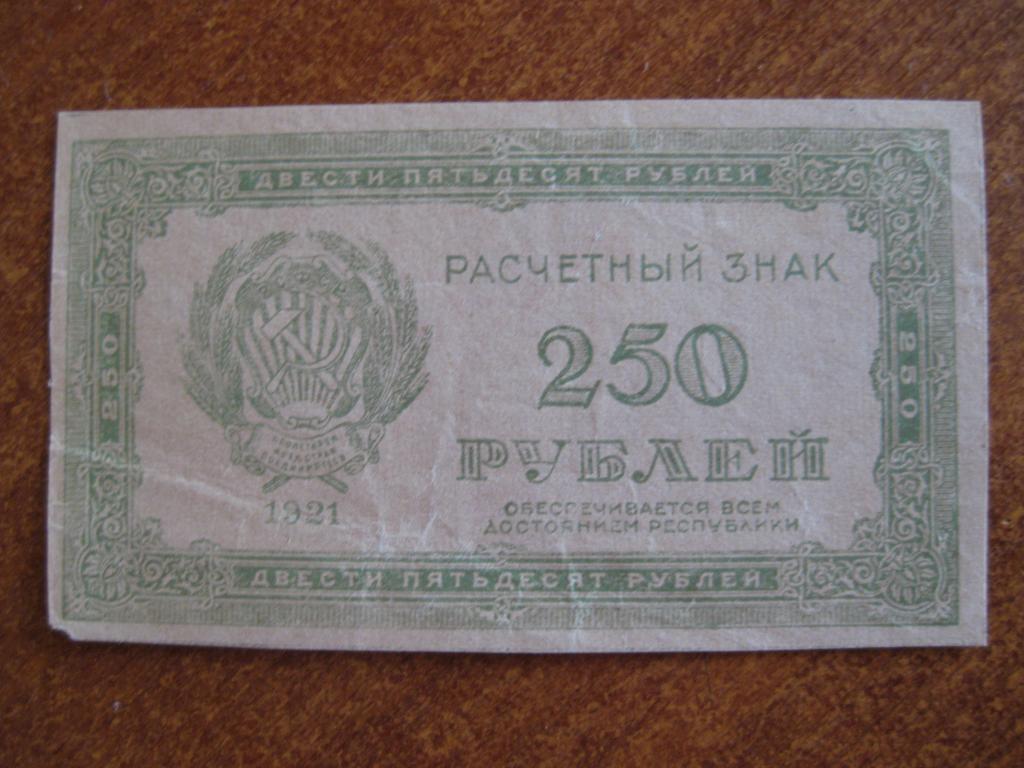 ДВЕСТИ ПЯТЬДЕСЯТ РУБЛЕЙ
РАСЧЕТНЫЙ ЗНАК
250
250
250
РУБЛЕЙ
1921
ОБЕСПЕЧИВАЕТСЯ ВСЕМ
ДОСТОЯНИЕМ РЕСПУБЛИКИ
ДВЕСТИ ПЯТЬДЕСЯТ РУБЛЕЙ